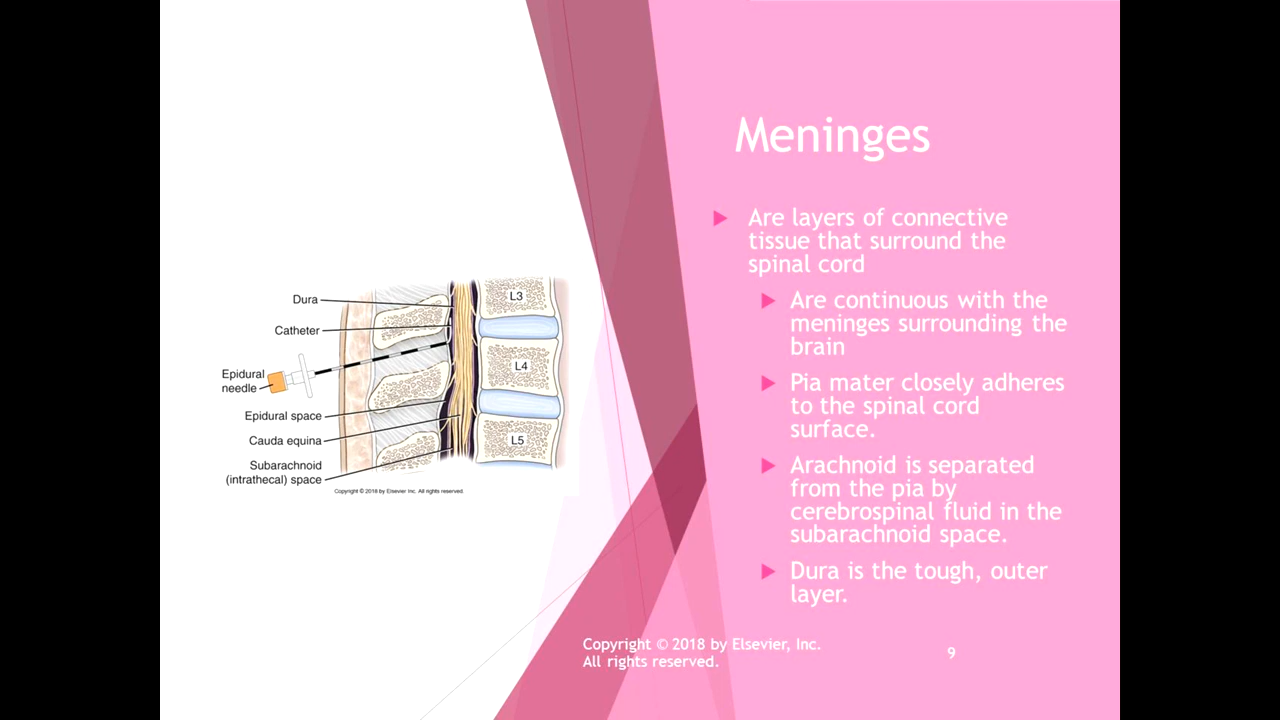 Meninges
Are layers of connective
tissue that surround the
spinal cord
Are continuous with the
meninges surrounding the
brain
Pia mater closely adheres
to the spinal cord
surface.
Arachnoid is separated
from the pia by
cerebrospinal fluid in the
subarachnoid space.
Dura is the tough, outer
layer.
Dura
Catheter
Epidural
needle
Epidural space
Cauda equina
Subarachnoid
(intrathecal) space
L3
L4
L5
Copyright © 2018 by Elsevier Inc. All rights reserved.
Copyright © 2018 by Elsevier, Inc.
All rights reserved.
9